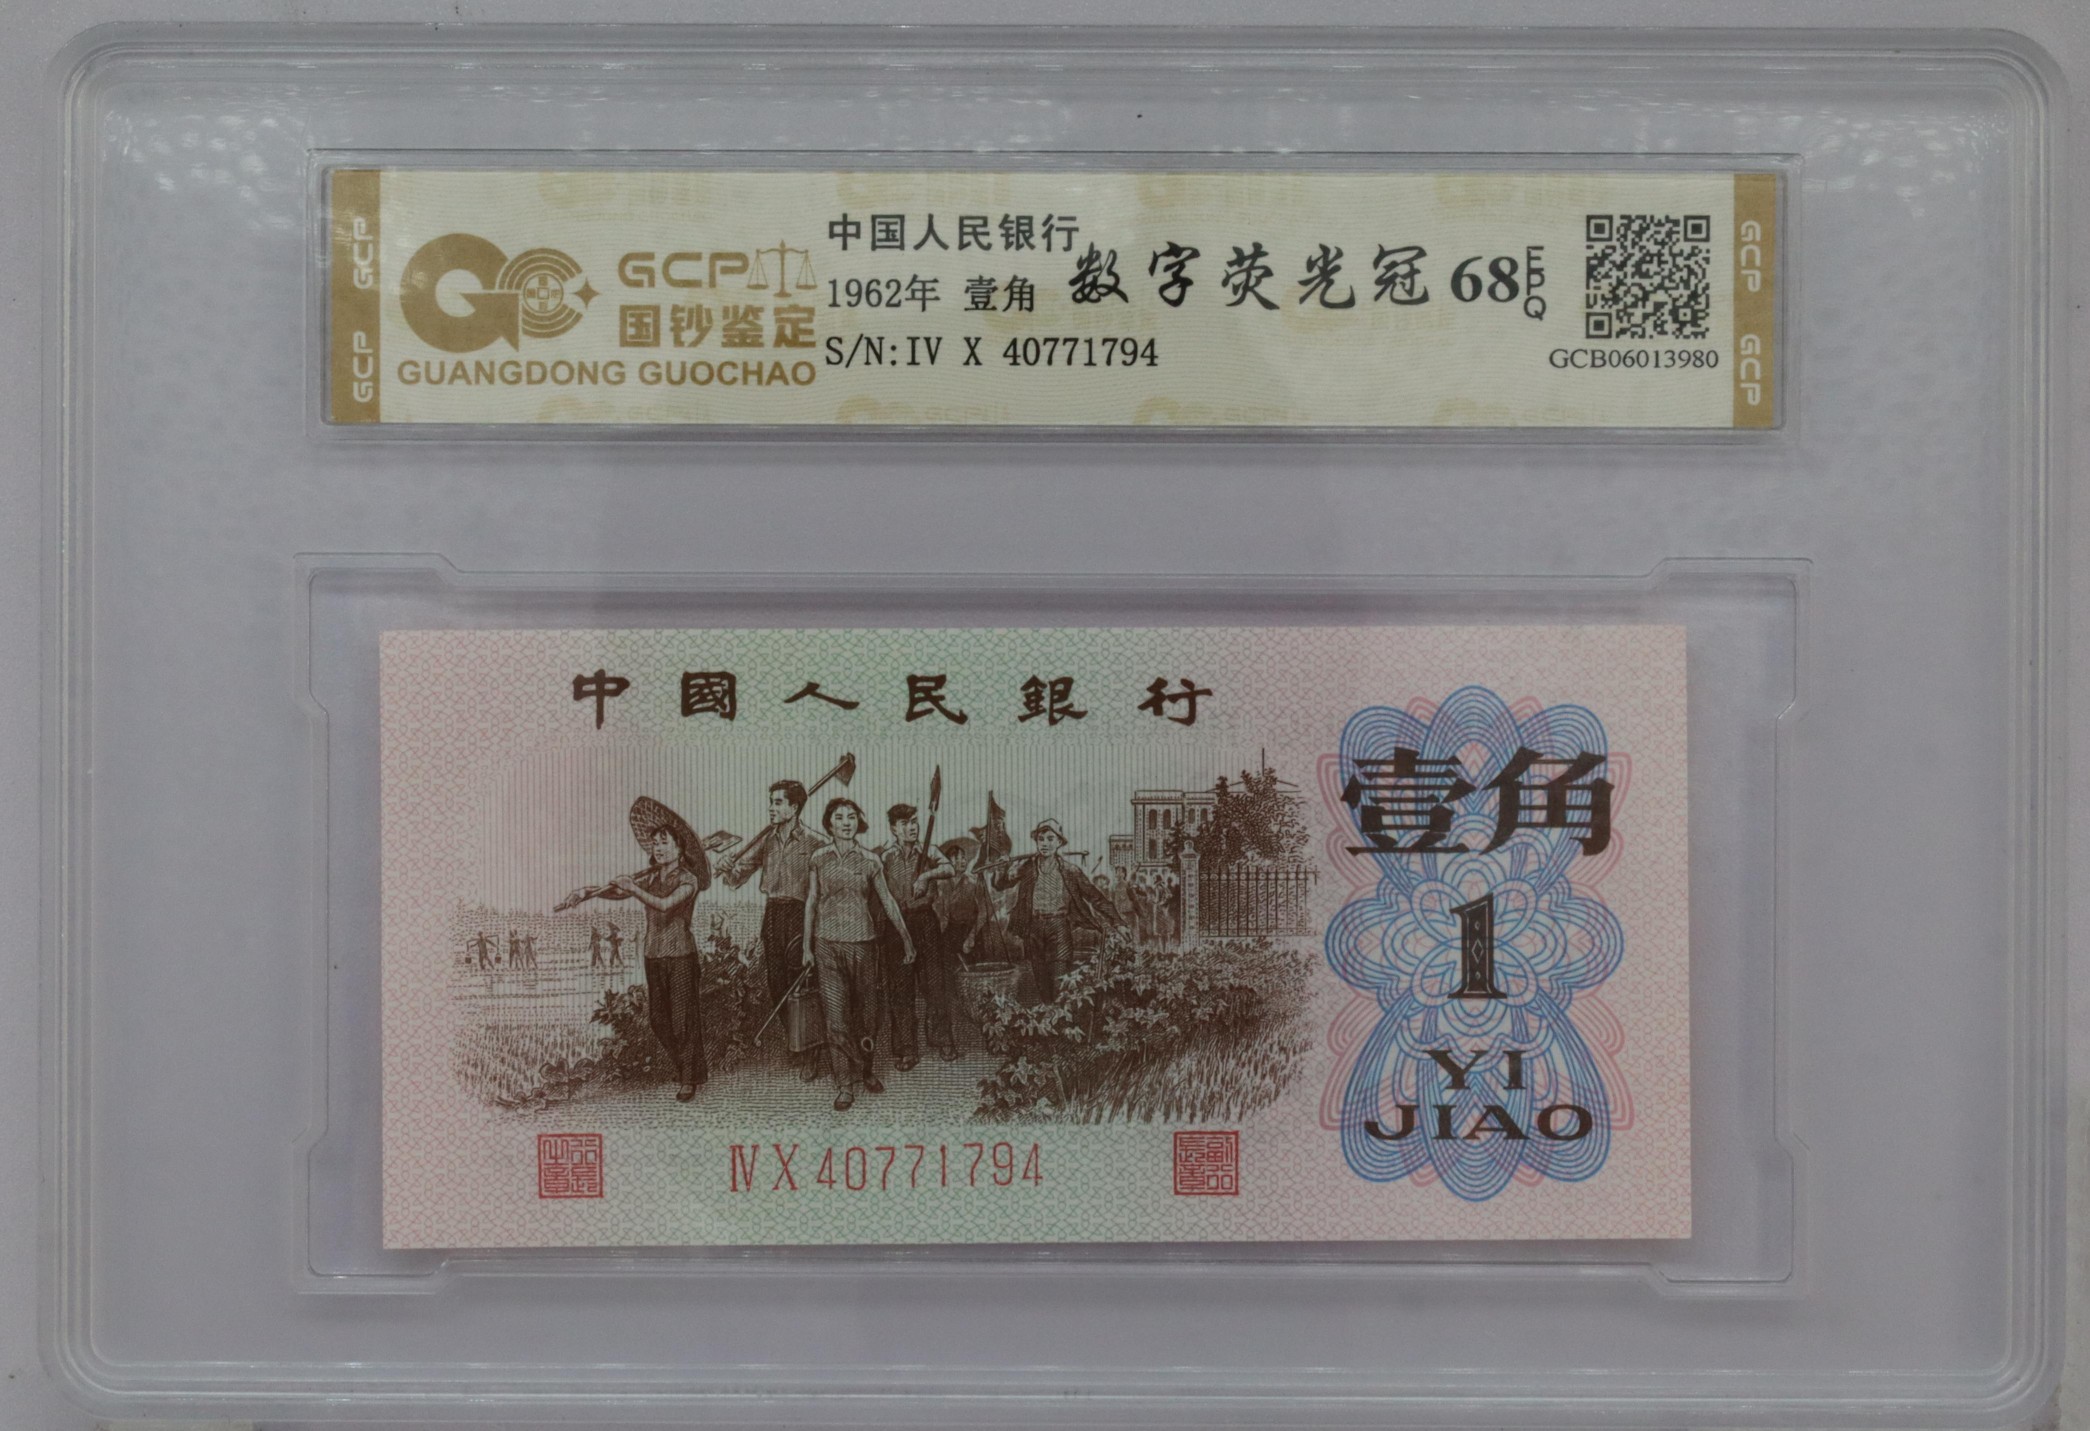 GCP
GCP
GCP
国钞鉴定
GUANGDONG GUOCHAO
中国人民银行
1962年 壹角
S/N:IV X 40771794
数字荧光冠 68 EPQ
GCB06013980
GCP
GCP
中國人民銀行
壹角
1
YI
JIAO
IV X 40771794